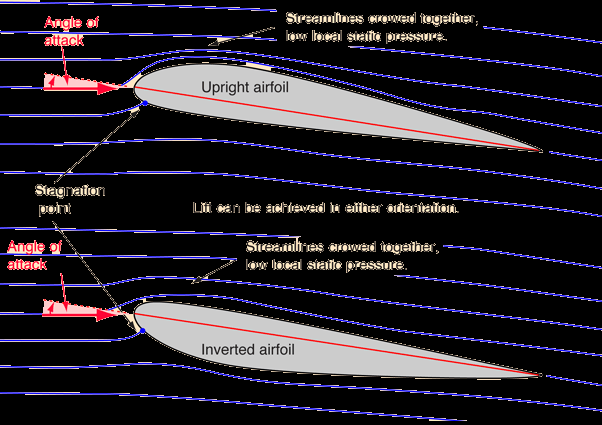 Angle of
attack
Streamlines crowed together,
low local static pressure.
Upright airfoil
Stagnation
point
Lift can be achieved in either orientation.
Angle of
attack
Streamlines crowed together,
low local static pressure.
Inverted airfoil